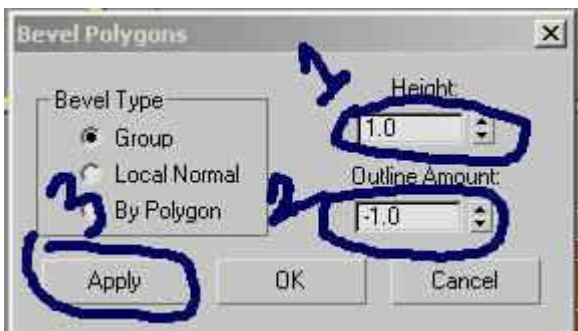 Bevel Polygons
Bevel Type
Group
Local Normal
By Polygon
1
Height:
1.0
2
Outline Amount:
-1.0
3
Apply
OK
Cancel